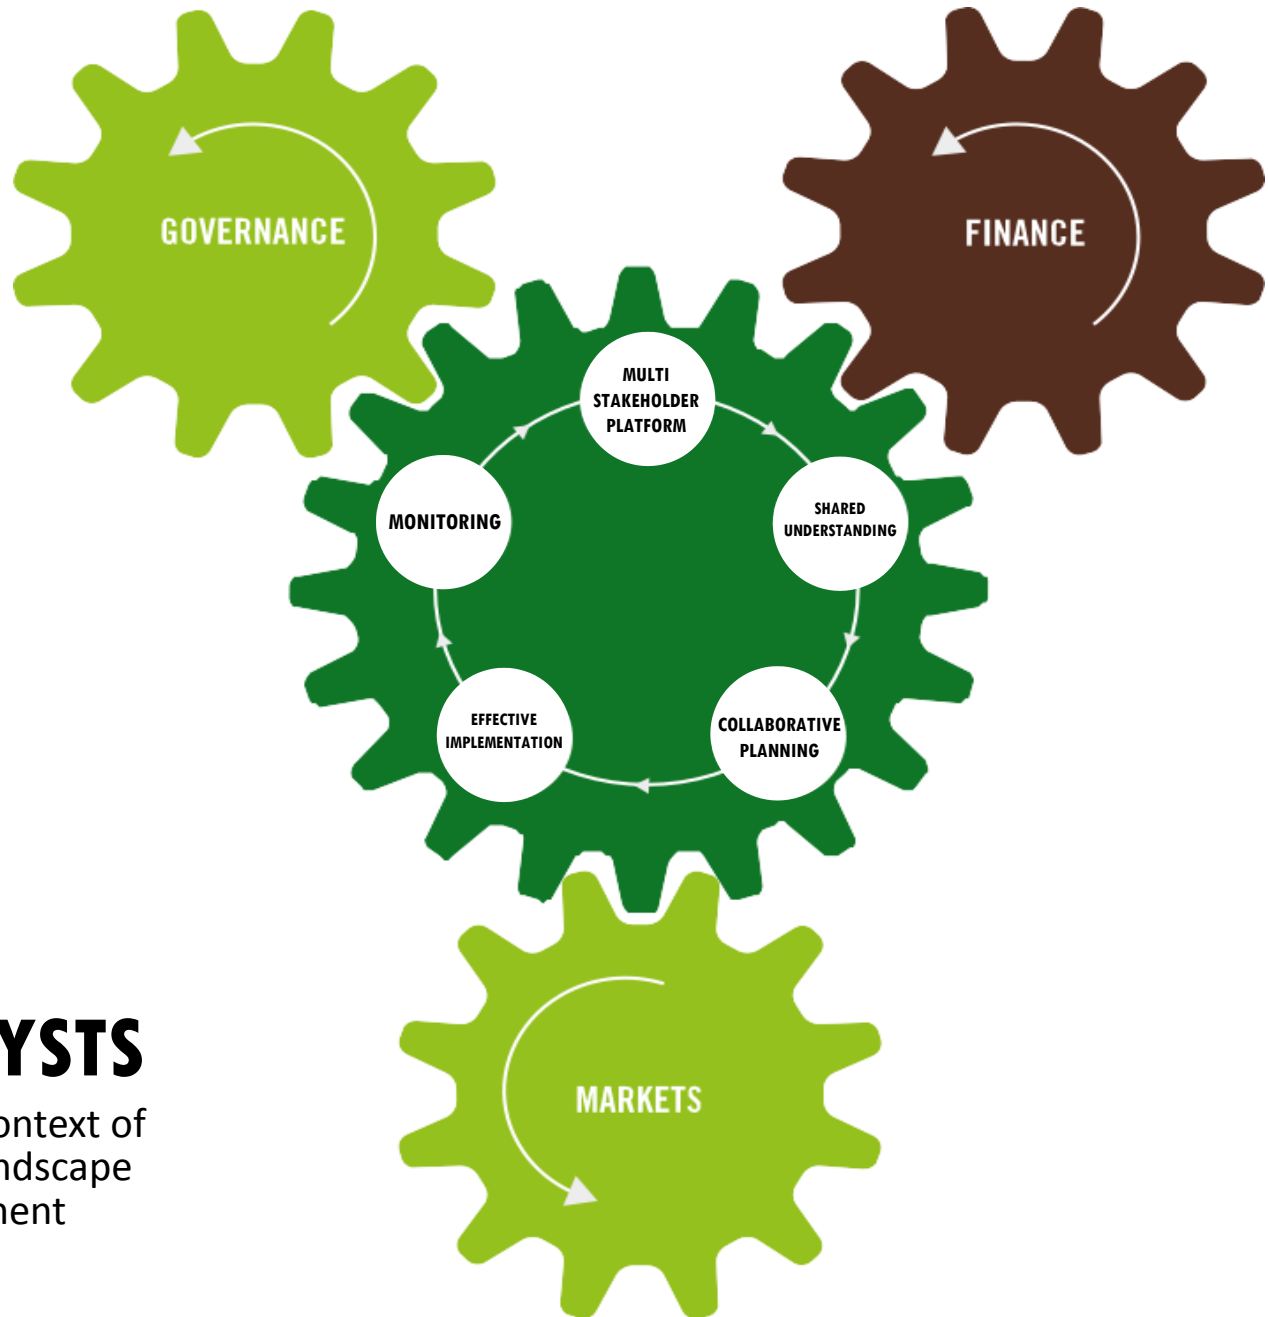 GOVERNANCE
FINANCE
MULTI
STAKEHOLDER
PLATFORM
MONITORING
SHARED
UNDERSTANDING
EFFECTIVE
IMPLEMENTATION
COLLABORATIVE
PLANNING
YSTS
ontext of
ndscape
nent
MARKETS